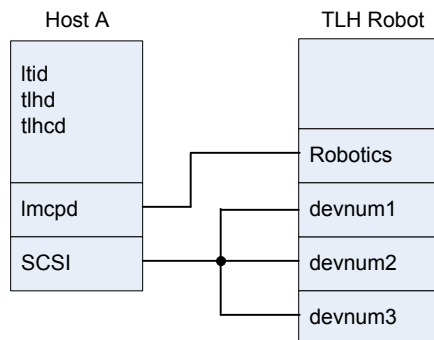 Host A
ltid
tlhd
tlhcd
lmcpd
SCSI
TLH Robot
Robotics
devnum1
devnum2
devnum3